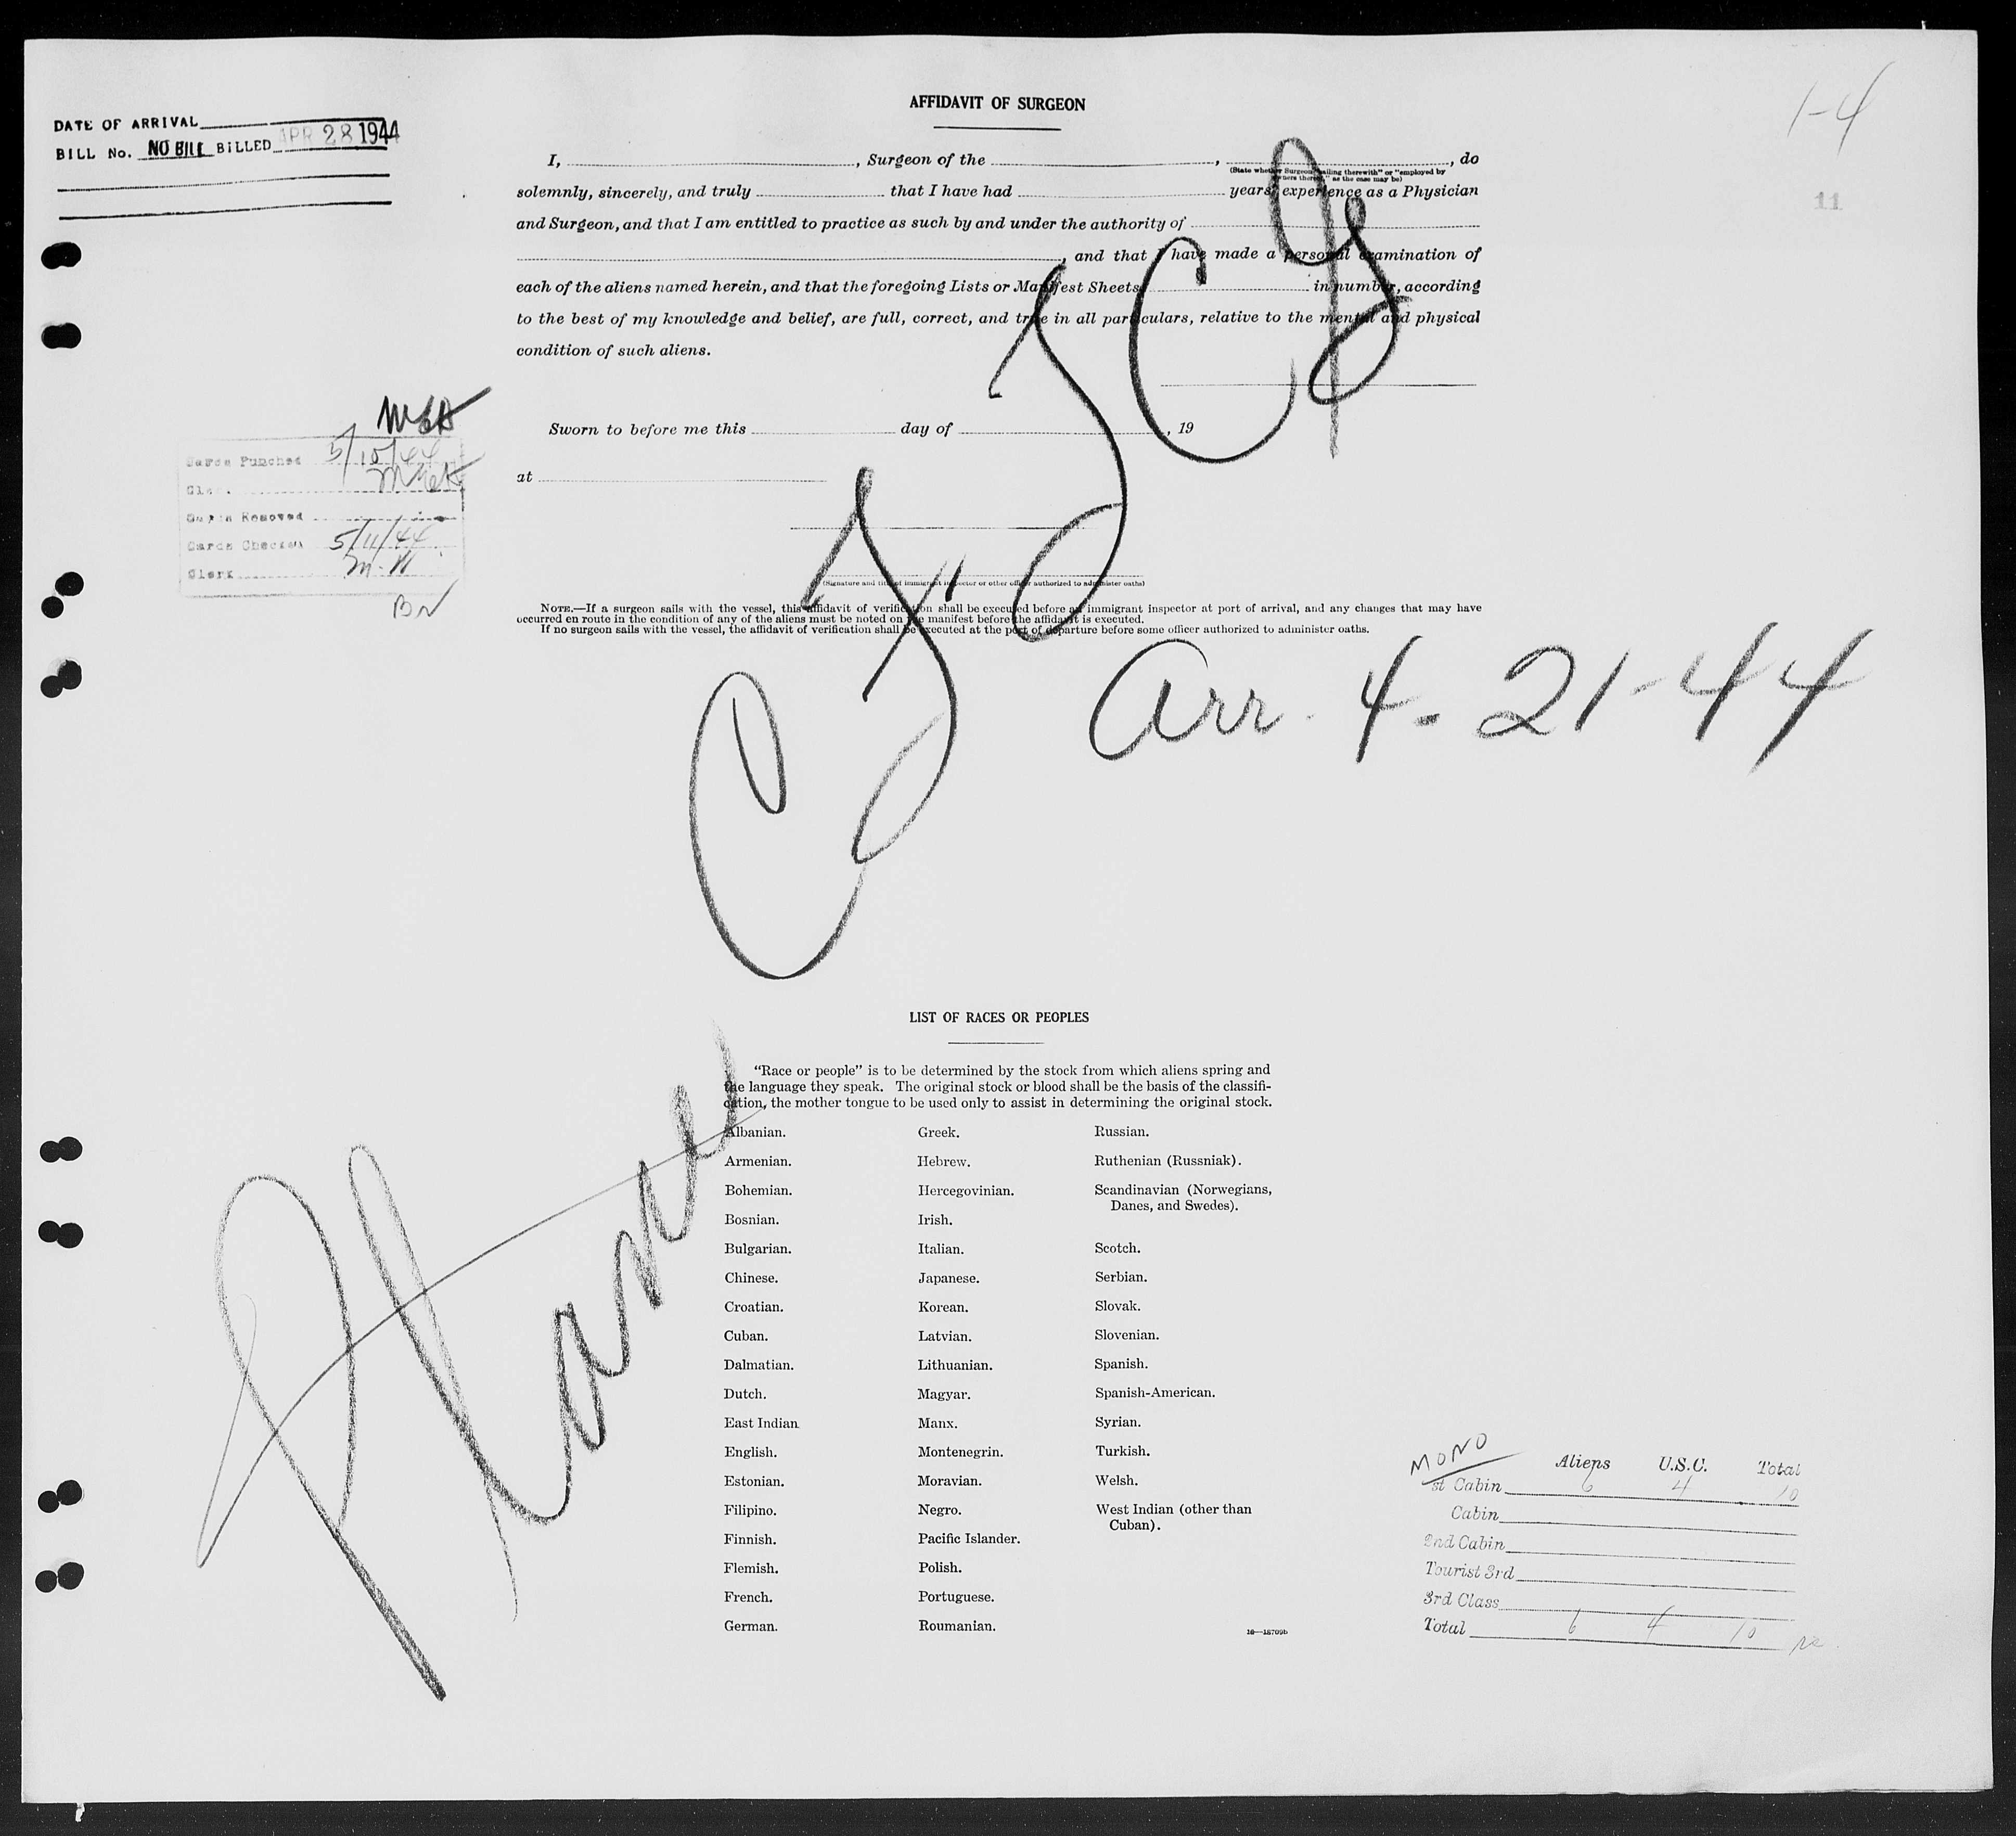 1-4
11
DATE OF ARRIVAL
BILL No. NO BILL BILLED APR 28 1944
AFFIDAVIT OF SURGEON
I, , Surgeon of the , , do
(State whether Surgeon sailing therewith" or "employed by
owners thereof," as the case may be)
solemnly, sincerely, and truly that I have had years' experience as a Physician
and Surgeon, and that I am entitled to practice as such by and under the authority of
, and that I have made a personal examination of
each of the aliens named herein, and that the foregoing Lists or Manifest Sheets, in number, according
to the best of my knowledge and belief, are full, correct, and true in all particulars, relative to the mental and physical
condition of such aliens.
Sworn to before me this day of , 19
at
(Signature and title of immigrant inspector or other officer authorized to administer oaths)
NOTE.—If a surgeon sails with the vessel, this affidavit of verification shall be executed before an immigrant inspector at port of arrival, and any changes that may have
occurred en route in the condition of any of the aliens must be noted on the manifest before the affidavit is executed.
If no surgeon sails with the vessel, the affidavit of verification shall be executed at the port of departure before some officer authorized to administer oaths.
Cards Punched 5/10/44
Removed
Cards Checked 5/11/44
Clerk
Arr. 4-21-44
Plane
LIST OF RACES OR PEOPLES
"Race or people" is to be determined by the stock from which aliens spring and
the language they speak. The original stock or blood shall be the basis of the classifi-
cation, the mother tongue to be used only to assist in determining the original stock.
Albanian. Greek. Russian.
Armenian. Hebrew. Ruthenian (Russniak).
Bohemian. Hercegovinian. Scandinavian (Norwegians,
Danes, and Swedes).
Bosnian. Irish.
Bulgarian. Italian. Scotch.
Chinese. Japanese. Serbian.
Croatian. Korean. Slovak.
Cuban. Latvian. Slovenian.
Dalmatian. Lithuanian. Spanish.
Dutch. Magyar. Spanish-American.
East Indian Manx. Syrian.
English. Montenegrin. Turkish.
Estonian. Moravian. Welsh.
Filipino. Negro. West Indian (other than
Cuban).
Finnish. Pacific Islander.
Flemish. Polish.
French. Portuguese.
German. Roumanian.
16—18709b
MONO
Aliens U.S.C. Total
st Cabin 6 4 10
Cabin
2nd Cabin
Tourist 3rd
3rd Class
Total 6 4 10